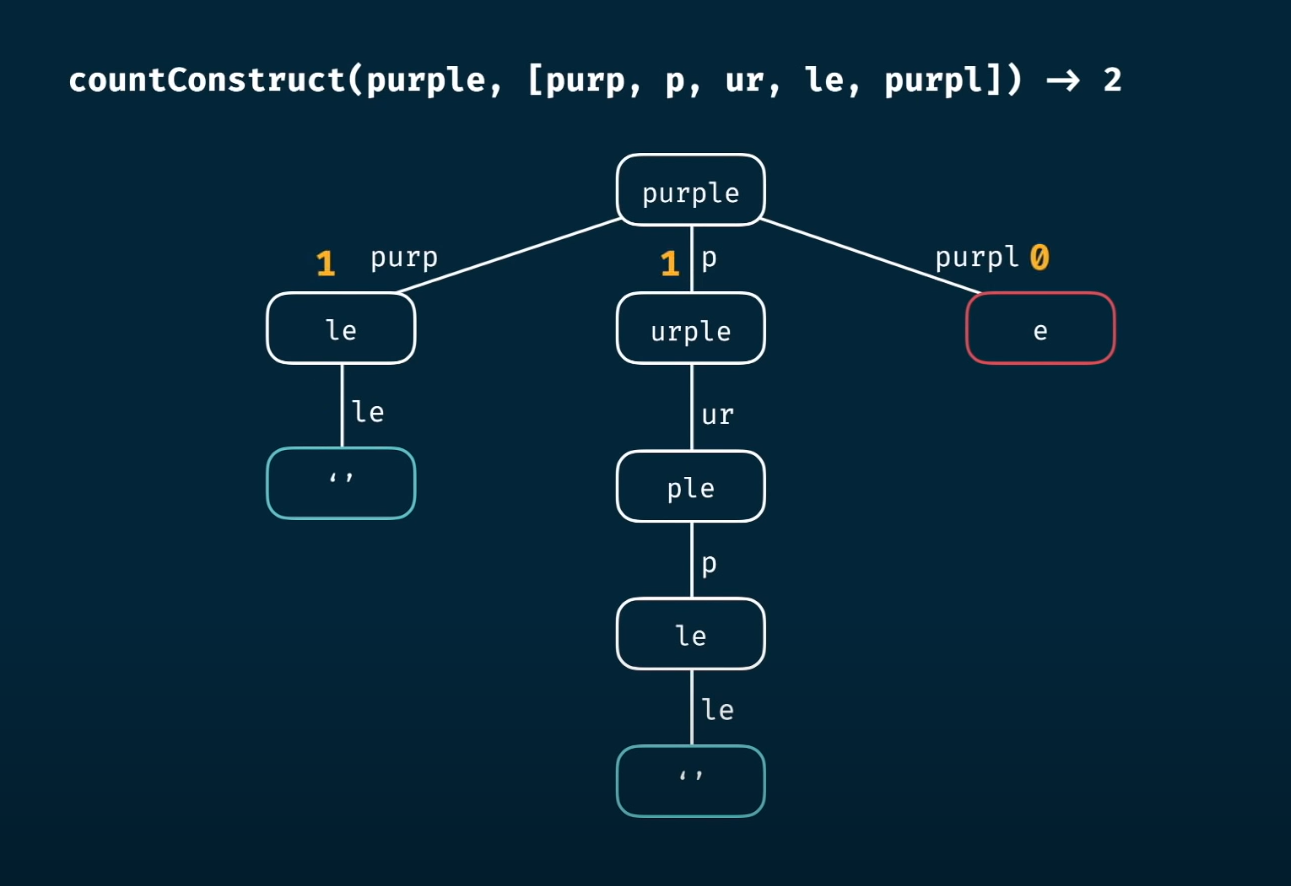 countConstruct(purple, [purp, p, ur, le, purpl]) → 2
purple
1 purp
1 p
purpl 0
le
urple
e
le
ur
‘’
ple
p
le
le
‘’